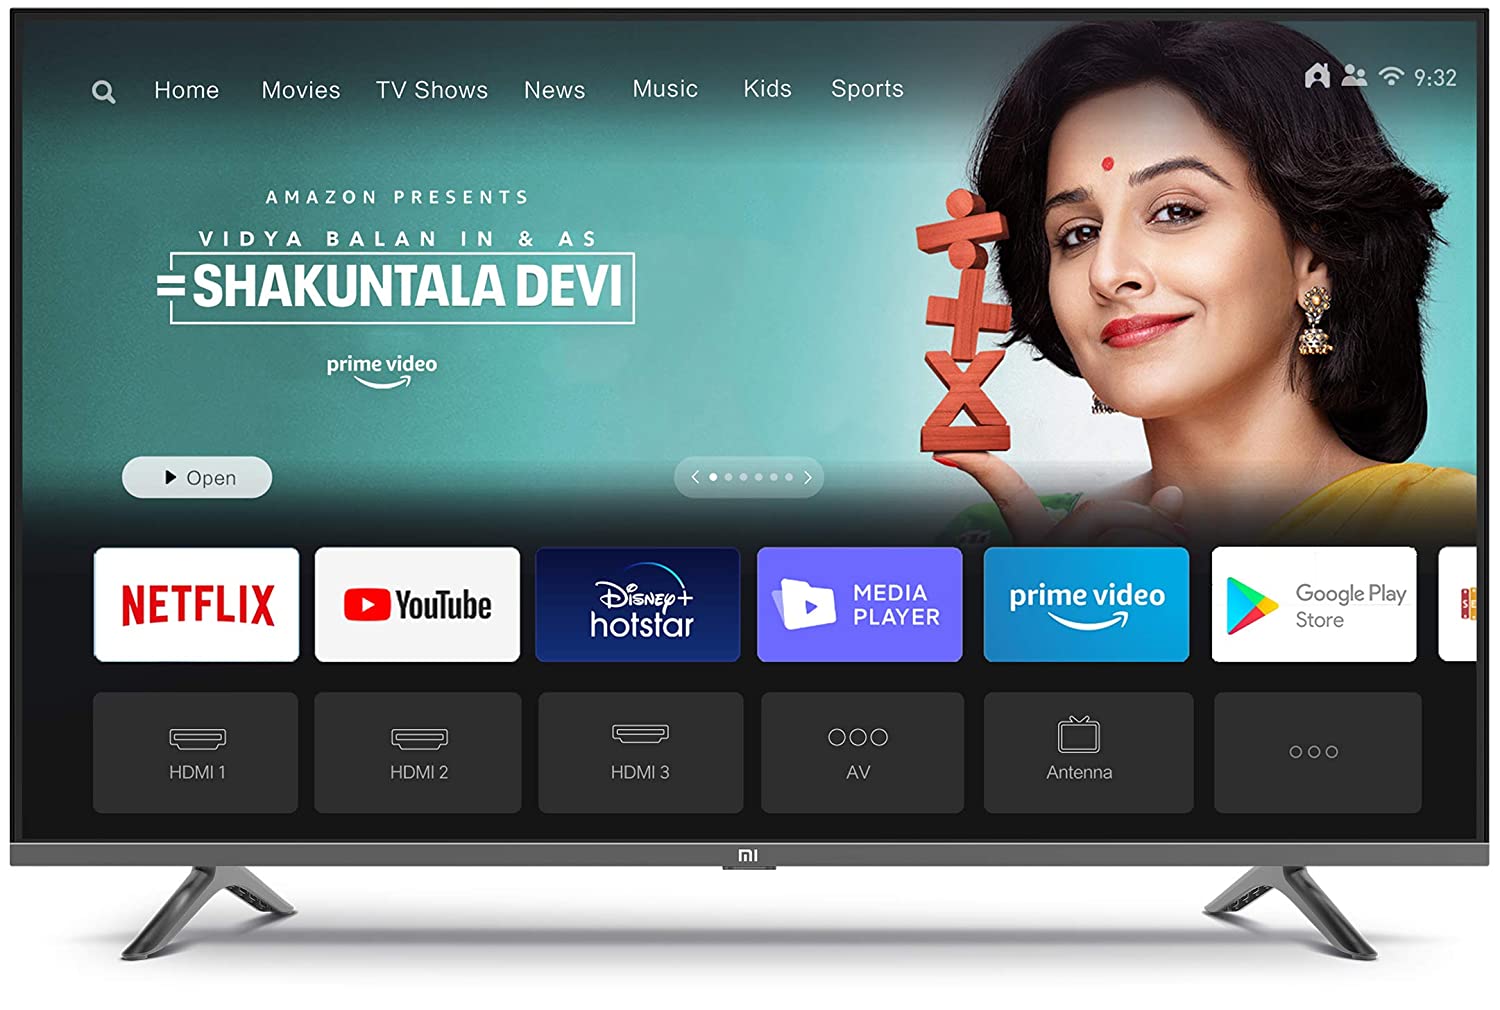 Home Movies TV Shows News Music Kids Sports 9:32
AMAZON PRESENTS
VIDYA BALAN IN & AS
=SHAKUNTALA DEVI
prime video
Open
NETFLIX
YouTube
Disney+
hotstar
MEDIA
PLAYER
prime video
Google Play
Store
SE
HDMI 1
HDMI 2
HDMI 3
AV
Antenna
MI